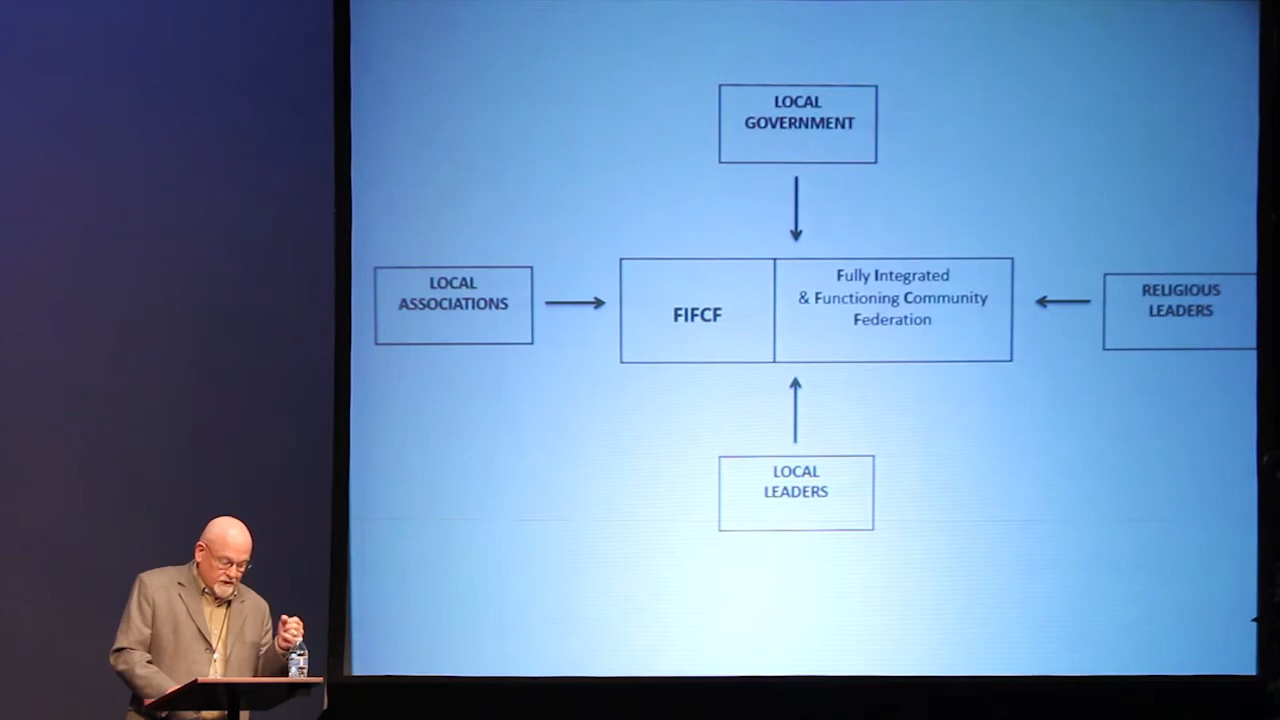 LOCAL
GOVERNMENT
LOCAL
ASSOCIATIONS
FIFCF
Fully Integrated
& Functioning Community
Federation
RELIGIOUS
LEADERS
LOCAL
LEADERS